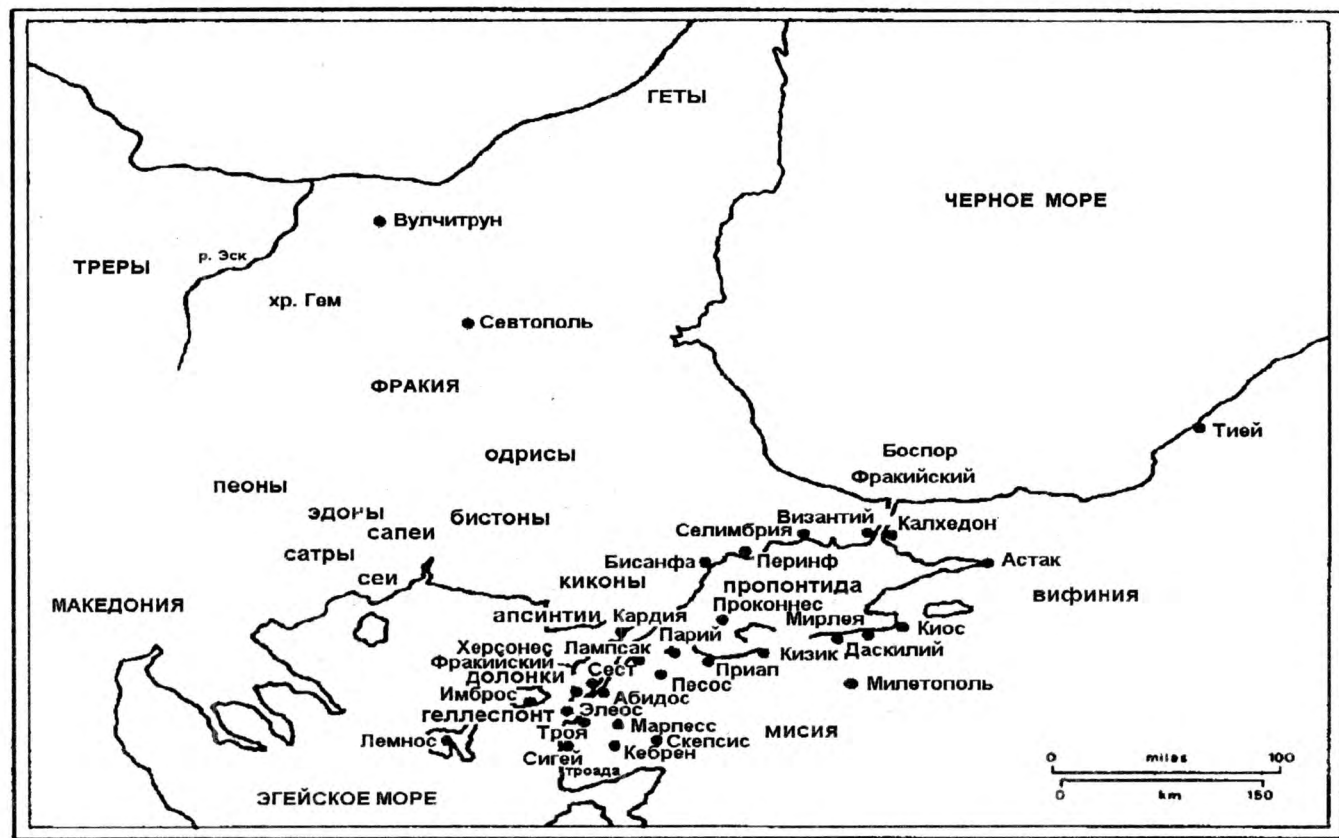 ГЕТЫ
ЧЕРНОЕ МОРЕ
Вулчитрун
р. Эск
ТРЕРЫ
хр. Гем
Севтополь
ФРАКИЯ
Тией
Боспор
Фракийский
одрисы
пеоны
эдоны
бистоны
сапеи
сатры
сеи
Селимбрия
Византий
Калхедон
Бисанфа
Перинф
Астак
киконы
пропонтида
МАКЕДОНИЯ
вифиния
апсинтии
Кардия
Проконнес
Мирлея
Киос
Херсонес
Фракийский
Лампсак
Парий
Кизик
Даскилий
Приап
долонки
Сест
Песос
Милетополь
Имброс
Абидос
геллеспонт
Элеос
Марпесс
мисия
Лемнос
Троя
Скепсис
Сигей
Кебрен
троада
ЭГЕЙСКОЕ МОРЕ
0 miles 100
0 km 150